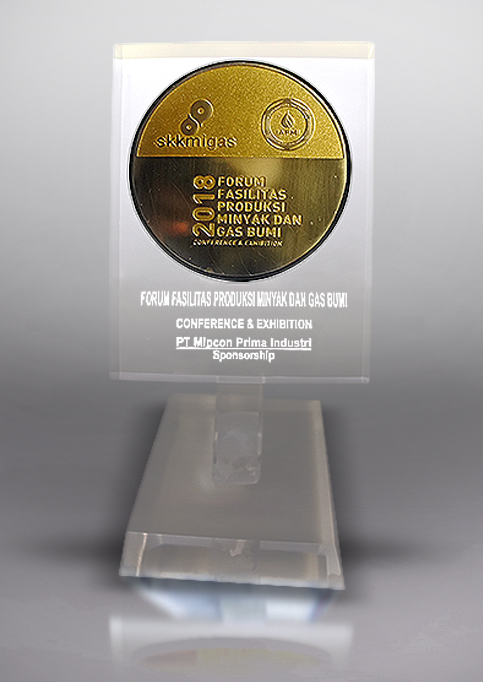 skkmigas
2018
FORUM
FASILITAS
PRODUKSI
MINYAK DAN
GAS BUMI
CONFERENCE & EXHIBITION
FORUM FASILITAS PRODUKSI MINYAK DAN GAS BUMI
CONFERENCE & EXHIBITION
PT Mipcon Prima Industri
Sponsorship